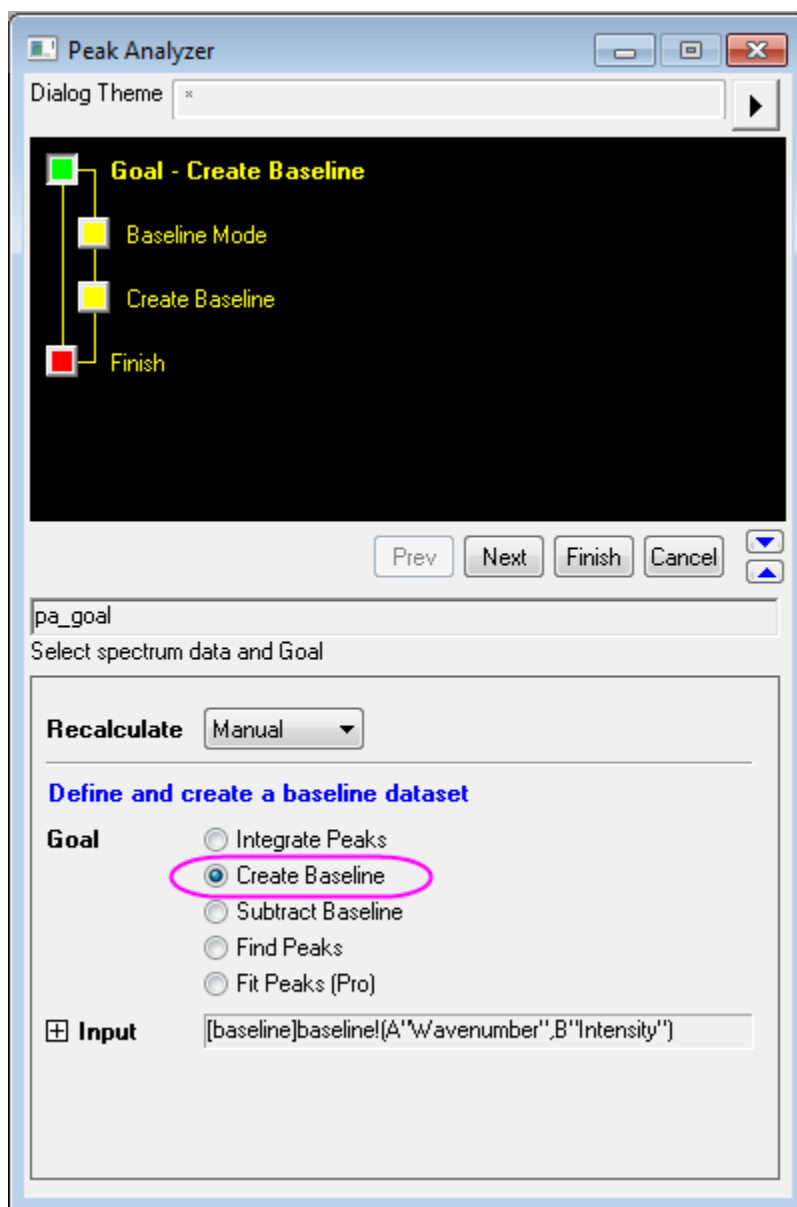 Peak Analyzer
Dialog Theme *
Goal - Create Baseline
Baseline Mode
Create Baseline
Finish
Prev Next Finish Cancel
pa_goal
Select spectrum data and Goal
Recalculate Manual
Define and create a baseline dataset
Goal Integrate Peaks
Create Baseline
Subtract Baseline
Find Peaks
Fit Peaks (Pro)
Input [baseline]baseline!(A"Wavenumber",B"Intensity")